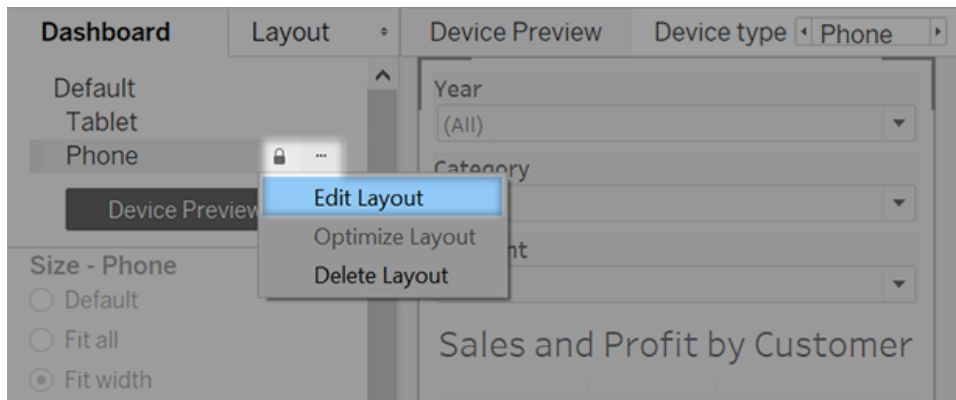 Dashboard Layout Device Preview Device type Phone
Default
Tablet
Phone
Device Preview
Edit Layout
Optimize Layout
Delete Layout
Size - Phone
Default
Fit all
Fit width
Year
(All)
Category
nt
Sales and Profit by Customer